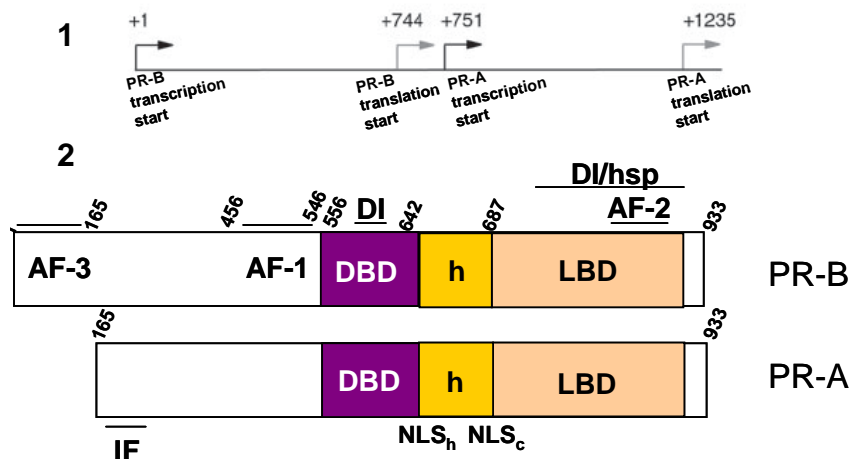 1
+1
+744
+751
+1235
PR-B
transcription
start
PR-B
translation
start
PR-A
transcription
start
PR-A
translation
start
2
DI/hsp
165
456
546
556
DI
642
687
AF-2
933
AF-3
AF-1
DBD
h
LBD
PR-B
165
933
DBD
h
LBD
PR-A
IF
NLSh
NLSc